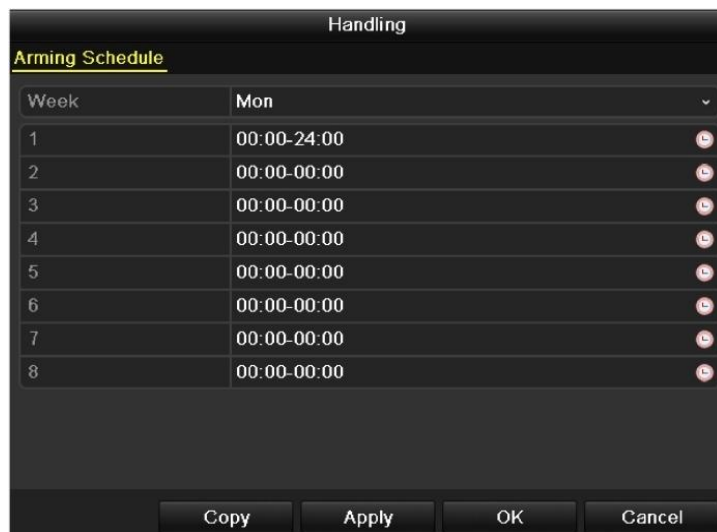 Handling
Arming Schedule
Week Mon
1 00:00-24:00
2 00:00-00:00
3 00:00-00:00
4 00:00-00:00
5 00:00-00:00
6 00:00-00:00
7 00:00-00:00
8 00:00-00:00
Copy Apply OK Cancel